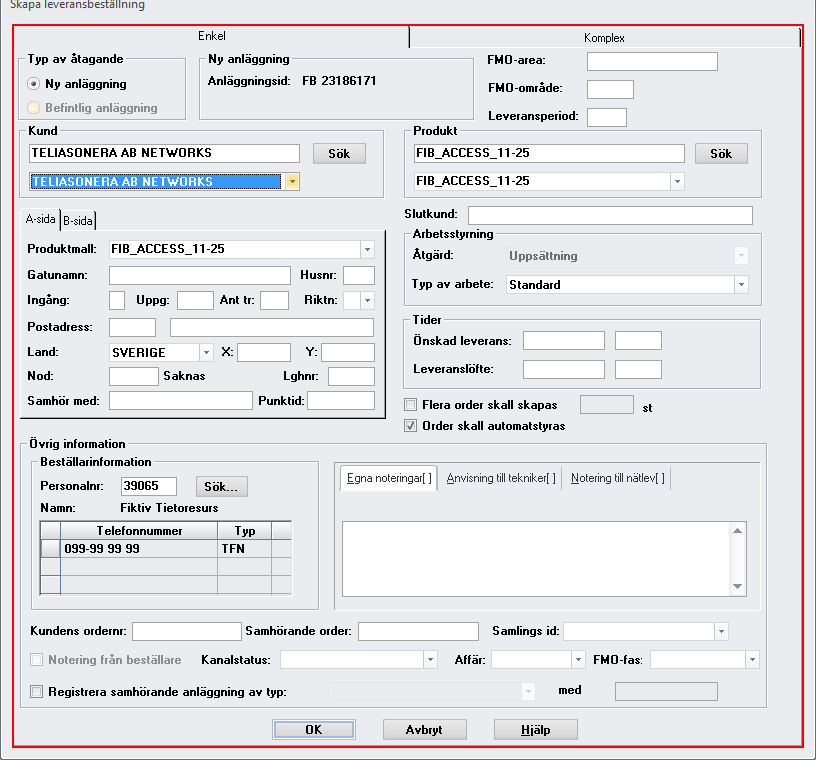 Skapa leveransbeställning
Enkel
Komplex
Typ av åtagande
Ny anläggning
Befintlig anläggning
Ny anläggning
Anläggningsid: FB 23186171
FMO-area:
FMO-område:
Leveransperiod:
Kund
TELIASONERA AB NETWORKS
Sök
TELIASONERA AB NETWORKS
Produkt
FIB_ACCESS_11-25
Sök
FIB_ACCESS_11-25
A-sida
B-sida
Produktmall: FIB_ACCESS_11-25
Gatunamn: Husnr:
Ingång: Uppg: Ant tr: Riktn:
Postadress:
Land: SVERIGE X: Y:
Nod: Saknas Lghnr:
Samhör med: Punktid:
Slutkund:
Arbetsstyrning
Åtgärd: Uppsättning
Typ av arbete: Standard
Tider
Önskad leverans:
Leveranslöfte:
Flera order skall skapas st
Order skall automatstyras
Övrig information
Beställarinformation
Personalnr: 39065 Sök...
Namn: Fiktiv Tietoresurs
Telefonnummer Typ
099-99 99 99 TFN
Egna noteringar[ ]
Anvisning till tekniker[ ]
Notering till nätlev[ ]
Kundens ordernr: Samhörande order: Samlings id:
Notering från beställare Kanalstatus: Affär: FMO-fas:
Registrera samhörande anläggning av typ: med
OK
Avbryt
Hjälp